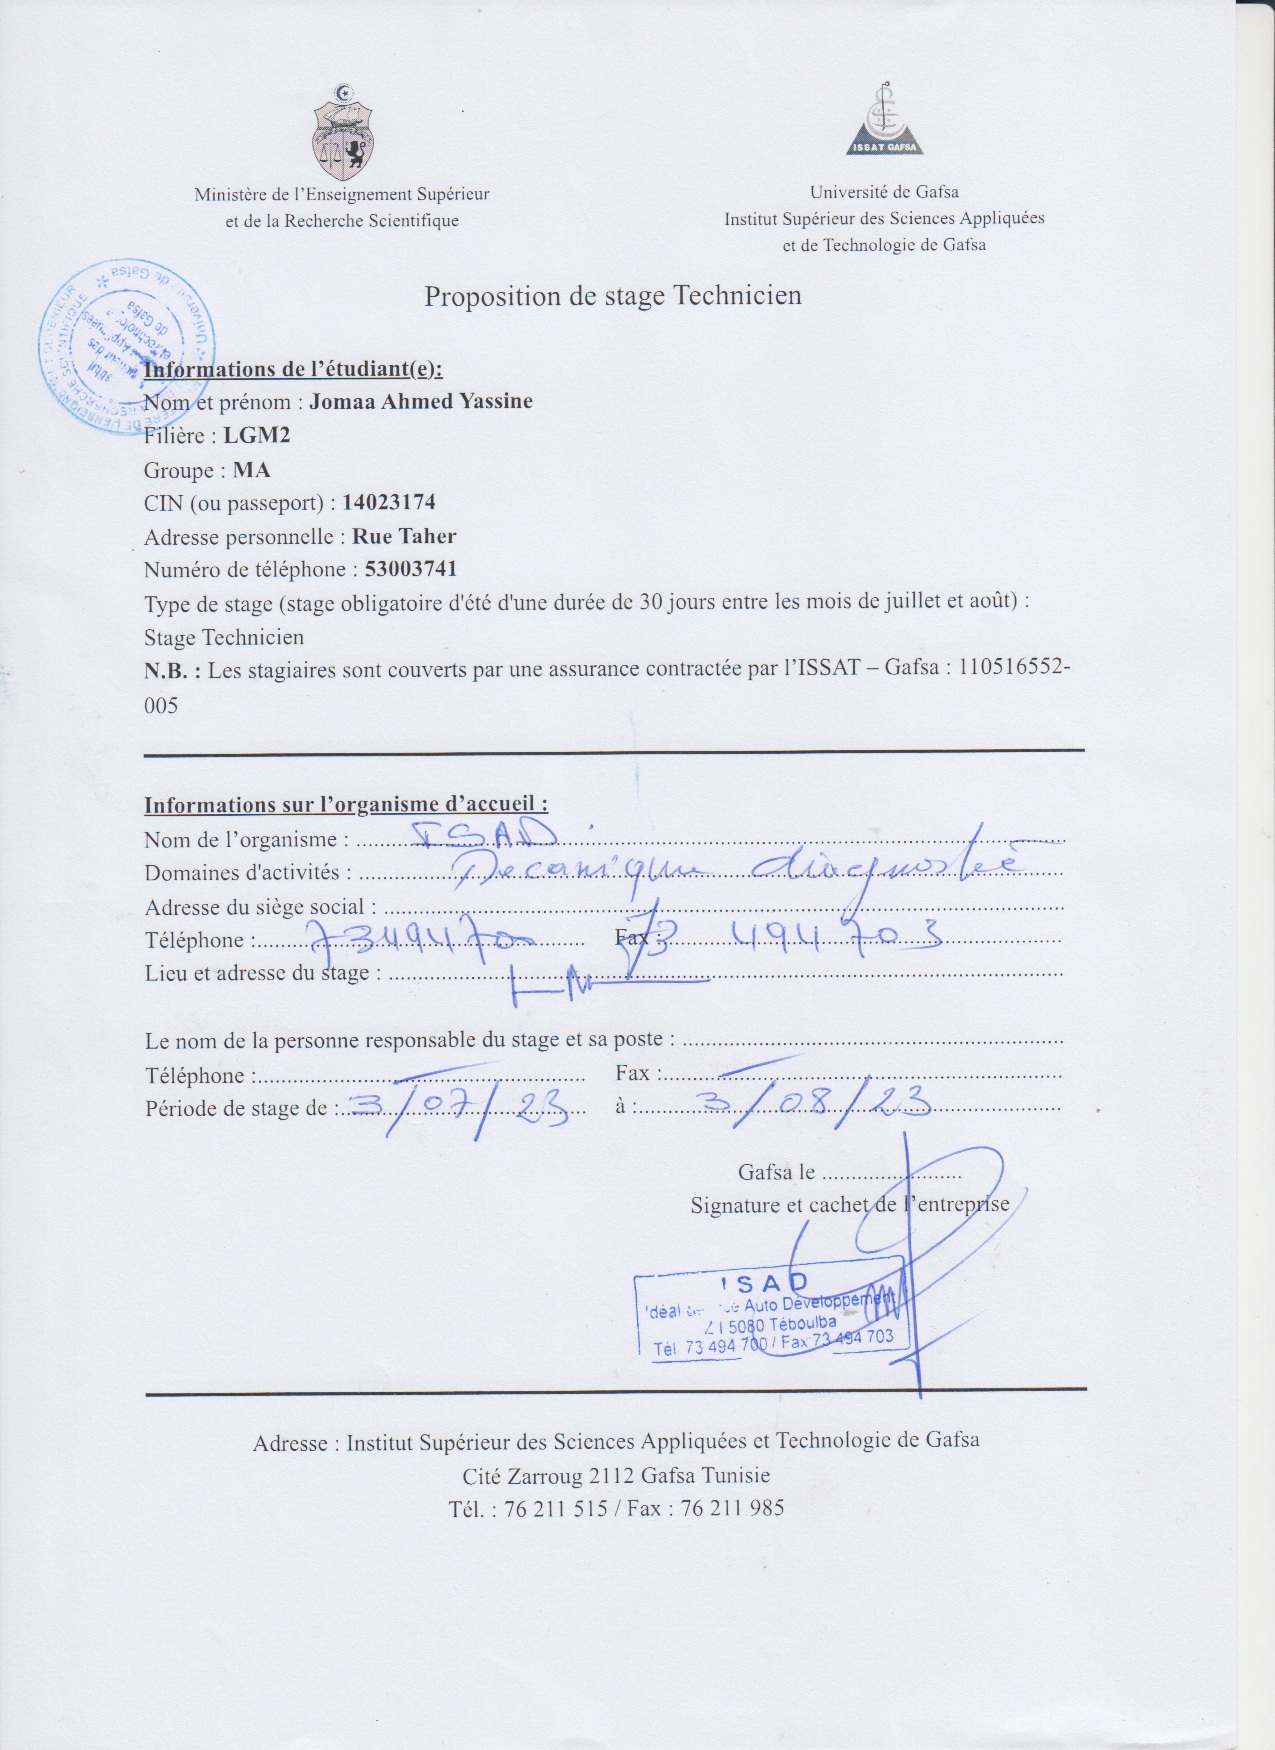 Ministère de l'Enseignement Supérieur
et de la Recherche Scientifique
ISSAT GAFSA
Université de Gafsa
Institut Supérieur des Sciences Appliquées
et de Technologie de Gafsa
Proposition de stage Technicien
Informations de l'étudiant(e):
Nom et prénom : Jomaa Ahmed Yassine
Filière : LGM2
Groupe : MA
CIN (ou passeport) : 14023174
Adresse personnelle : Rue Taher
Numéro de téléphone : 53003741
Type de stage (stage obligatoire d'été d'une durée de 30 jours entre les mois de juillet et août) :
Stage Technicien
N.B. : Les stagiaires sont couverts par une assurance contractée par l'ISSAT – Gafsa : 110516552-
005
Informations sur l'organisme d'accueil :
Nom de l'organisme : ISAD
Domaines d'activités : Mecanique diagnostic
Adresse du siège social :
Téléphone : 73494700 Fax : 73 494 703
Lieu et adresse du stage :
Le nom de la personne responsable du stage et sa poste :
Téléphone : Fax :
Période de stage de : 3/07/23 à : 3/08/23
Gafsa le
Signature et cachet de l'entreprise
ISAD
Auto Développement
Z I 5080 Téboulba
Tél 73 494 700 / Fax 73 494 703
Adresse : Institut Supérieur des Sciences Appliquées et Technologie de Gafsa
Cité Zarroug 2112 Gafsa Tunisie
Tél. : 76 211 515 / Fax : 76 211 985